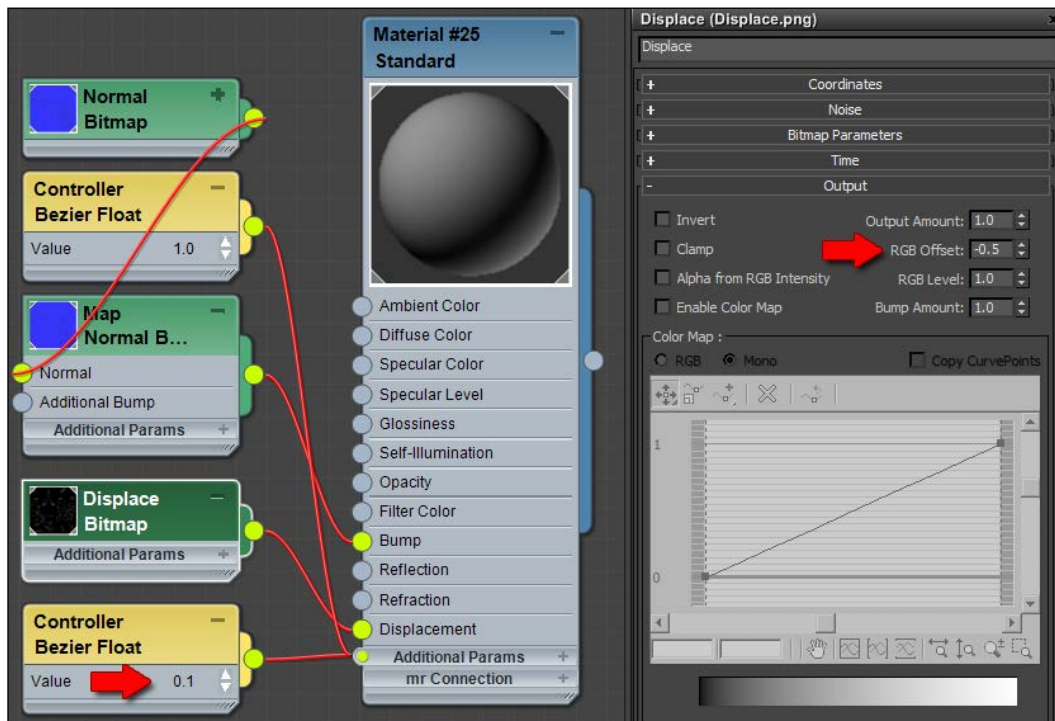 Normal
Bitmap
Controller
Bezier Float
Value 1.0
Map
Normal B...
Normal
Additional Bump
Additional Params +
Displace
Bitmap
Additional Params +
Controller
Bezier Float
Value 0.1
Material #25
Standard
Ambient Color
Diffuse Color
Specular Color
Specular Level
Glossiness
Self-Illumination
Opacity
Filter Color
Bump
Reflection
Refraction
Displacement
Additional Params +
mr Connection +
Displace (Displace.png)
Displace
+ Coordinates
+ Noise
+ Bitmap Parameters
+ Time
- Output
Invert Output Amount: 1.0
Clamp RGB Offset: -0.5
Alpha from RGB Intensity RGB Level: 1.0
Enable Color Map Bump Amount: 1.0
Color Map :
RGB Mono Copy CurvePoints
1
0